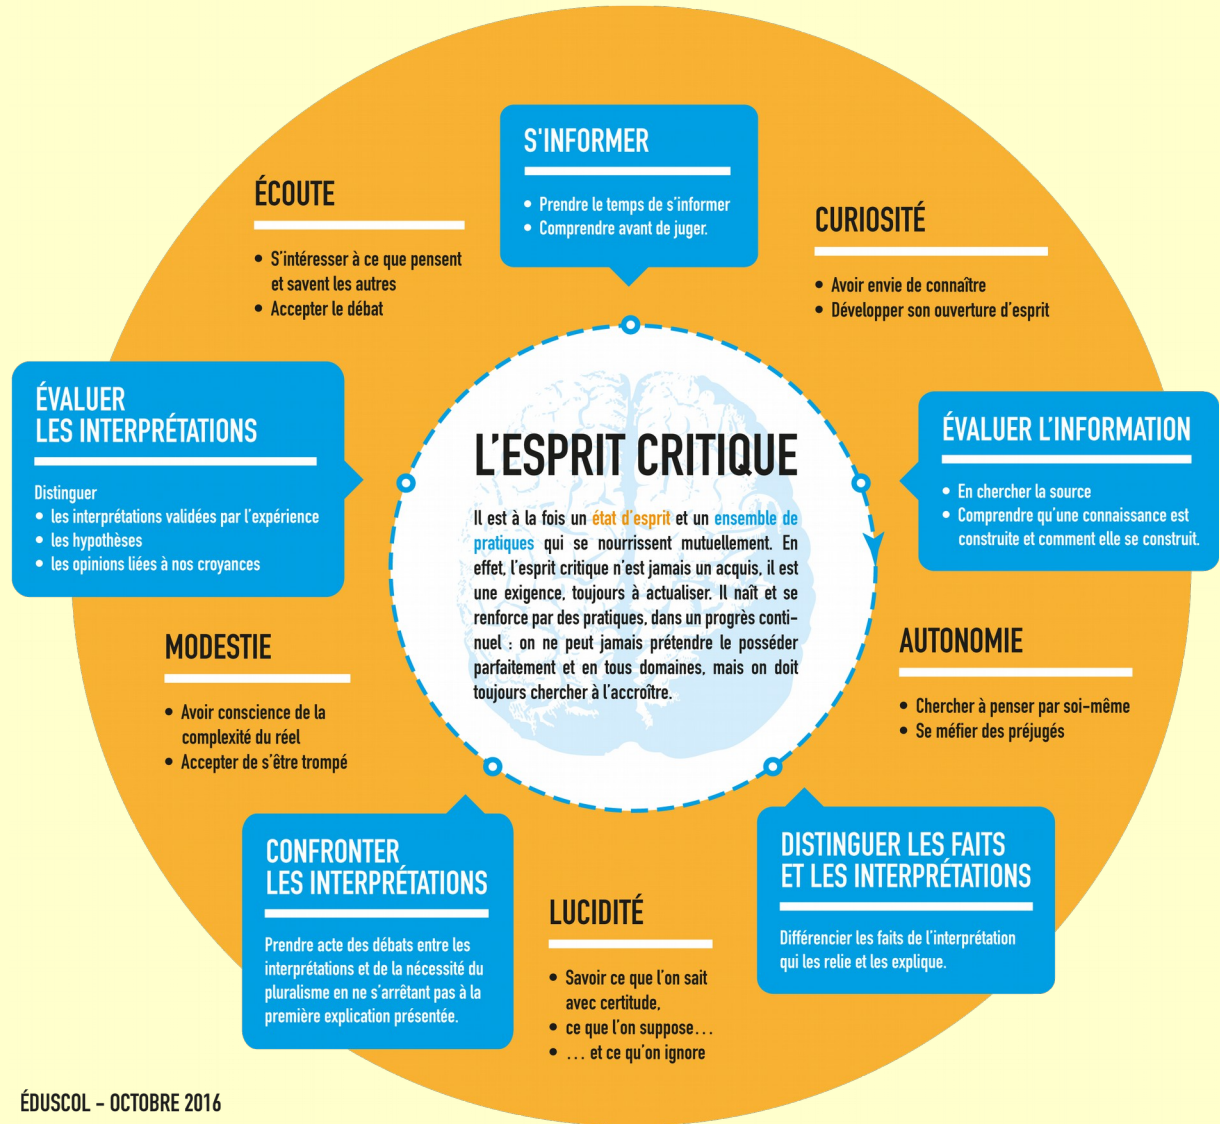 S'INFORMER
• Prendre le temps de s'informer
• Comprendre avant de juger.
ÉCOUTE
• S'intéresser à ce que pensent
et savent les autres
• Accepter le débat
CURIOSITÉ
• Avoir envie de connaître
• Développer son ouverture d'esprit
ÉVALUER
LES INTERPRÉTATIONS
Distinguer
• les interprétations validées par l'expérience
• les hypothèses
• les opinions liées à nos croyances
L'ESPRIT CRITIQUE
Il est à la fois un état d'esprit et un ensemble de
pratiques qui se nourrissent mutuellement. En
effet, l'esprit critique n'est jamais un acquis, il est
une exigence, toujours à actualiser. Il naît et se
renforce par des pratiques, dans un progrès conti-
nuel : on ne peut jamais prétendre le posséder
parfaitement et en tous domaines, mais on doit
toujours chercher à l'accroître.
ÉVALUER L'INFORMATION
• En chercher la source
• Comprendre qu'une connaissance est
construite et comment elle se construit.
MODESTIE
• Avoir conscience de la
complexité du réel
• Accepter de s'être trompé
AUTONOMIE
• Chercher à penser par soi-même
• Se méfier des préjugés
CONFRONTER
LES INTERPRÉTATIONS
Prendre acte des débats entre les
interprétations et de la nécessité du
pluralisme en ne s'arrêtant pas à la
première explication présentée.
LUCIDITÉ
• Savoir ce que l'on sait
avec certitude,
• ce que l'on suppose...
• ... et ce qu'on ignore
DISTINGUER LES FAITS
ET LES INTERPRÉTATIONS
Différencier les faits de l'interprétation
qui les relie et les explique.
ÉDUSCOL - OCTOBRE 2016